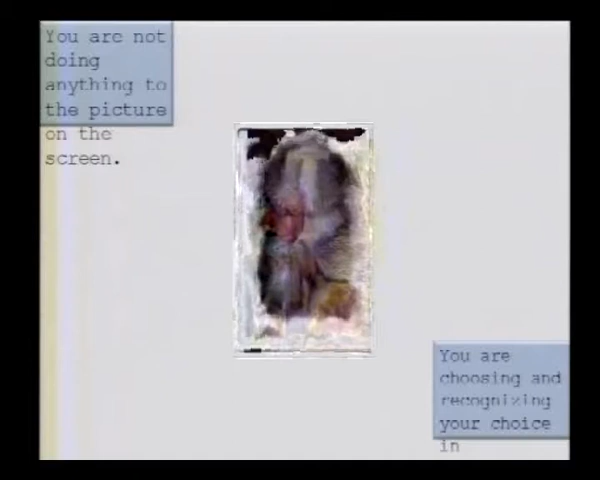 You are not
doing
anything to
the picture
on the
screen.
You are
choosing and
recognizing
your choice
in